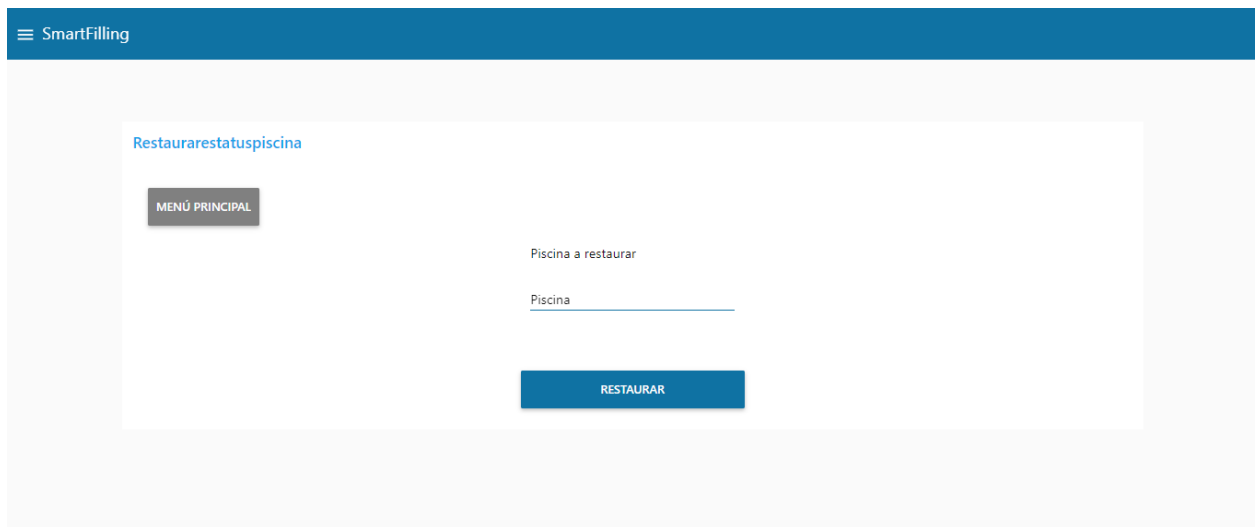 SmartFilling
Restaurarestatuspiscina
MENÚ PRINCIPAL
Piscina a restaurar
Piscina
RESTAURAR